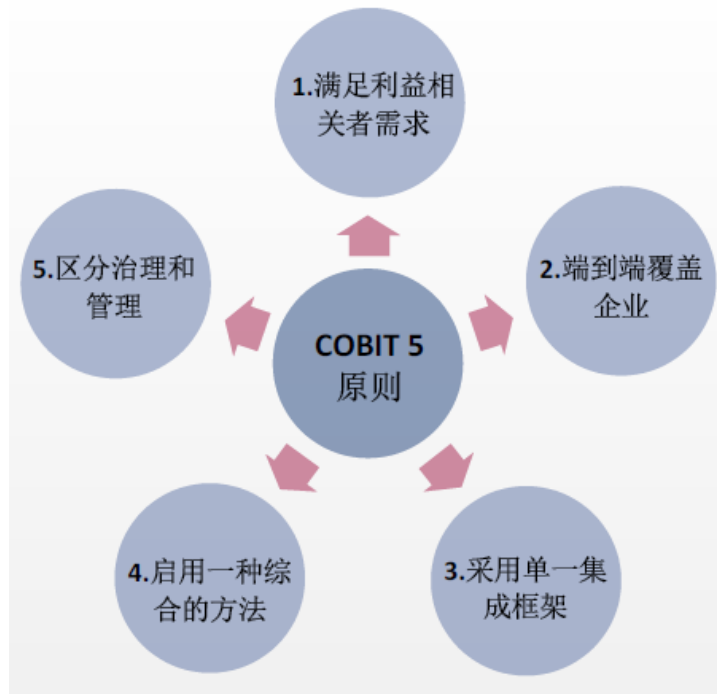 1.满足利益相
关者需求
2.端到端覆盖
企业
3.采用单一集
成框架
4.启用一种综
合的方法
5.区分治理和
管理
COBIT 5
原则